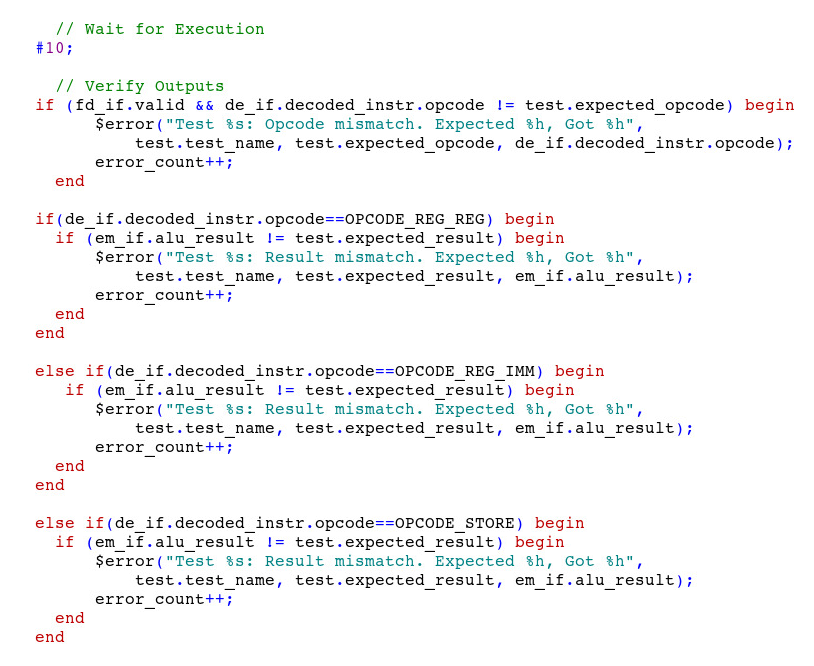 // Wait for Execution
#10;
// Verify Outputs
if (fd_if.valid && de_if.decoded_instr.opcode != test.expected_opcode) begin
$error("Test %s: Opcode mismatch. Expected %h, Got %h",
test.test_name, test.expected_opcode, de_if.decoded_instr.opcode);
error_count++;
end
if(de_if.decoded_instr.opcode==OPCODE_REG_REG) begin
if (em_if.alu_result != test.expected_result) begin
$error("Test %s: Result mismatch. Expected %h, Got %h",
test.test_name, test.expected_result, em_if.alu_result);
error_count++;
end
end
else if(de_if.decoded_instr.opcode==OPCODE_REG_IMM) begin
if (em_if.alu_result != test.expected_result) begin
$error("Test %s: Result mismatch. Expected %h, Got %h",
test.test_name, test.expected_result, em_if.alu_result);
error_count++;
end
end
else if(de_if.decoded_instr.opcode==OPCODE_STORE) begin
if (em_if.alu_result != test.expected_result) begin
$error("Test %s: Result mismatch. Expected %h, Got %h",
test.test_name, test.expected_result, em_if.alu_result);
error_count++;
end
end